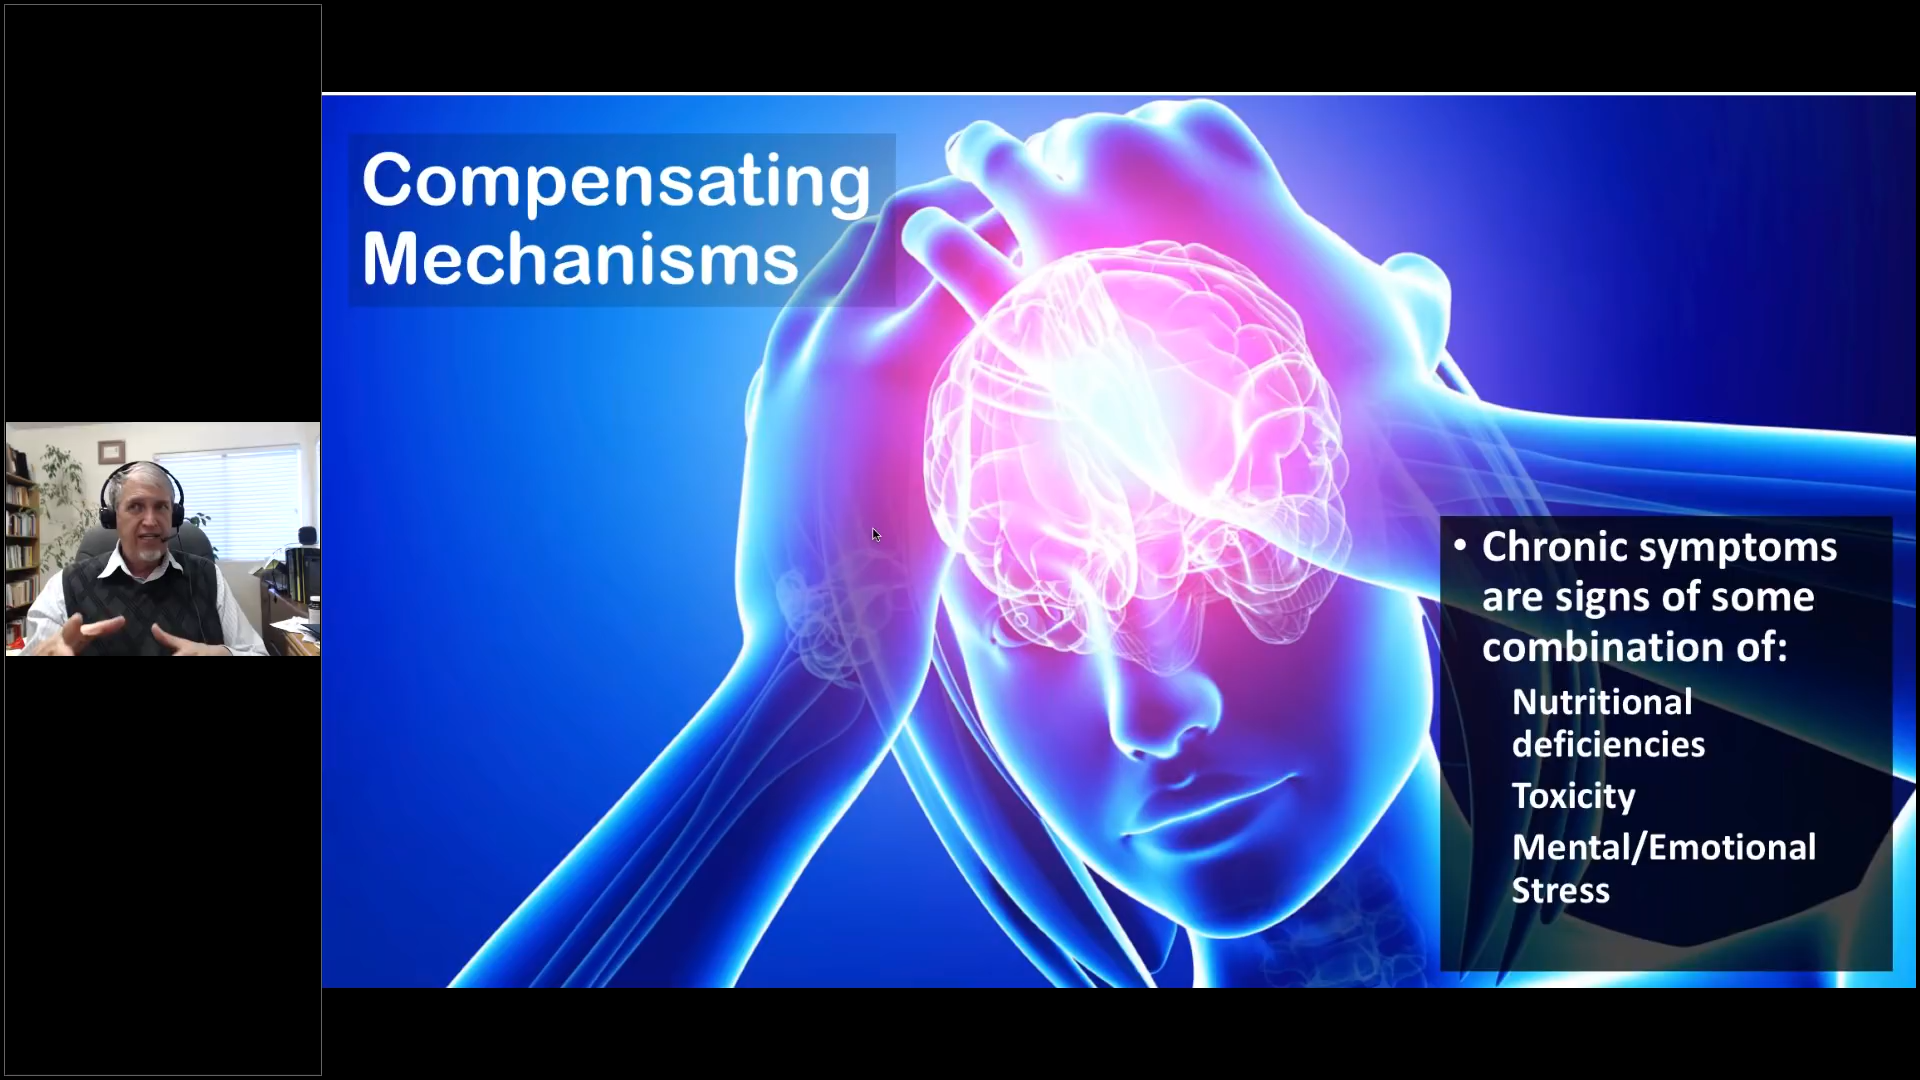 Compensating
Mechanisms
• Chronic symptoms
are signs of some
combination of:
Nutritional
deficiencies
Toxicity
Mental/Emotional
Stress